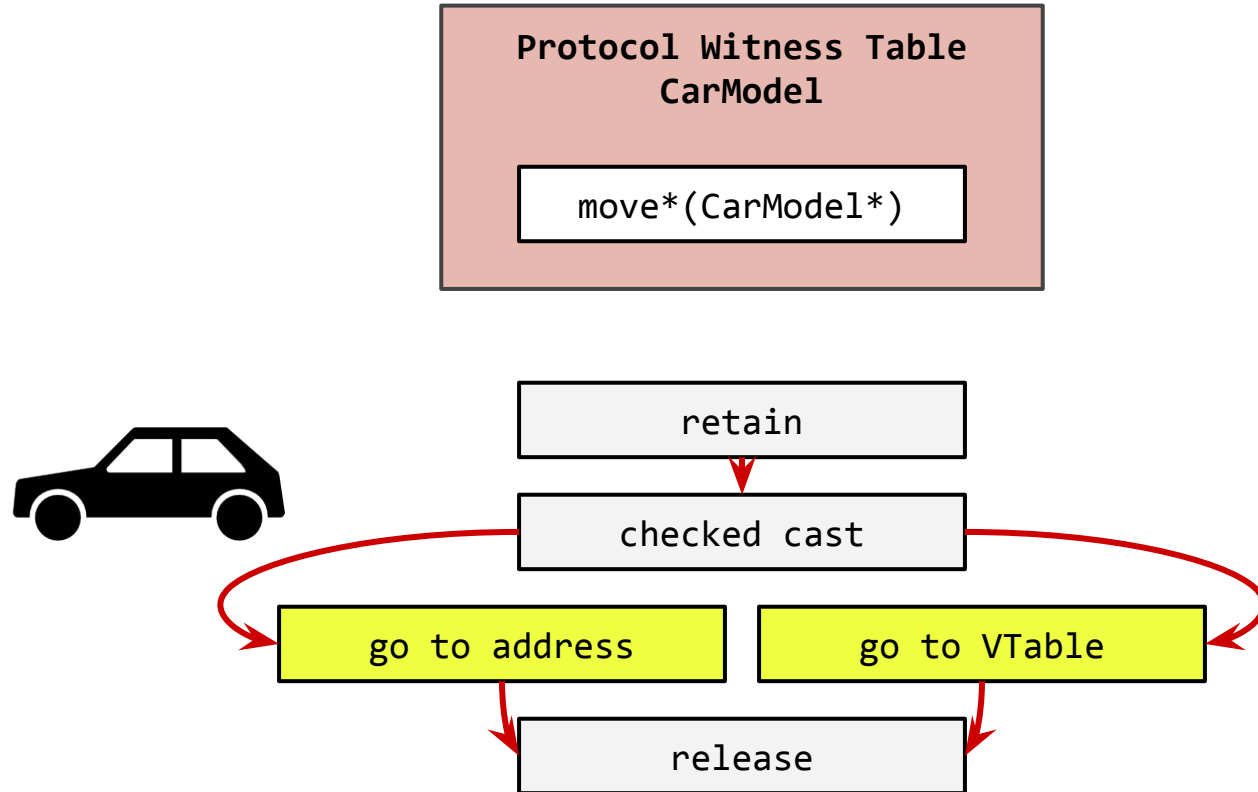 Protocol Witness Table
CarModel
move*(CarModel*)
retain
checked cast
go to address
go to VTable
release